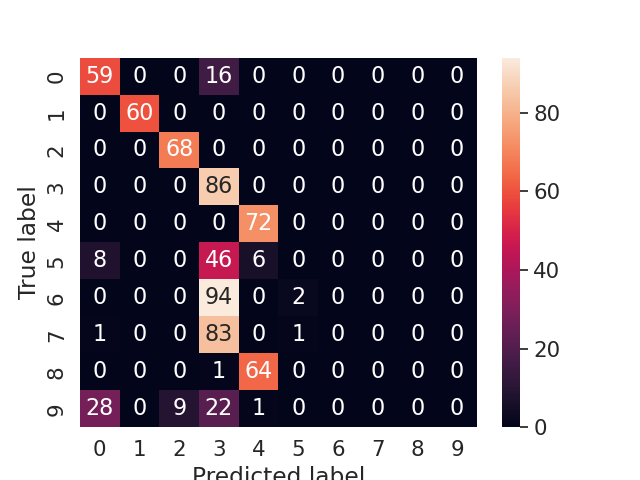 0 59 0 0 16 0 0 0 0 0 0
1 0 60 0 0 0 0 0 0 0 0
2 0 0 68 0 0 0 0 0 0 0
3 0 0 0 86 0 0 0 0 0 0
4 0 0 0 0 72 0 0 0 0 0
5 8 0 0 46 6 0 0 0 0 0
6 0 0 0 94 0 2 0 0 0 0
7 1 0 0 83 0 1 0 0 0 0
8 0 0 0 1 64 0 0 0 0 0
9 28 0 9 22 1 0 0 0 0 0
0 1 2 3 4 5 6 7 8 9
True label
Predicted label
80
60
40
20
0